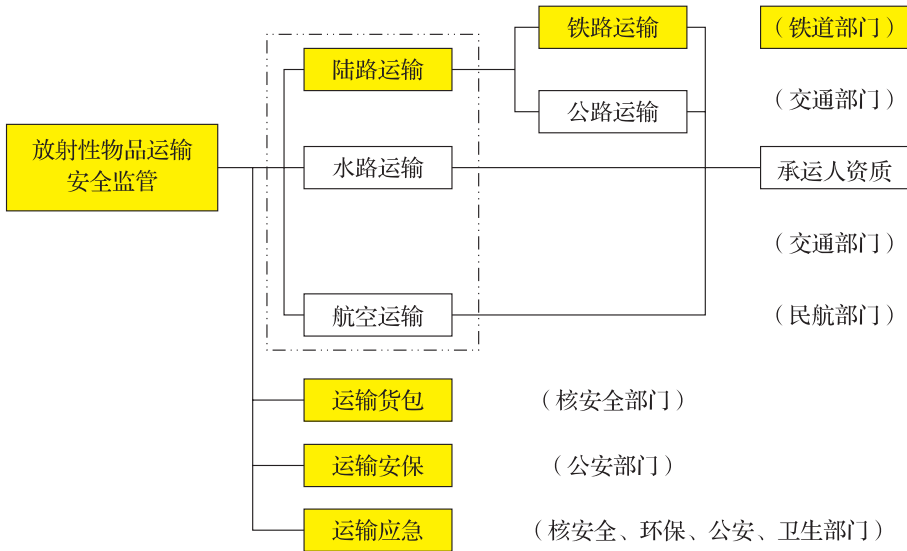 铁路运输
（铁道部门）
陆路运输
公路运输
（交通部门）
放射性物品运输
安全监管
水路运输
承运人资质
（交通部门）
航空运输
（民航部门）
运输货包
（核安全部门）
运输安保
（公安部门）
运输应急
（核安全、环保、公安、卫生部门）